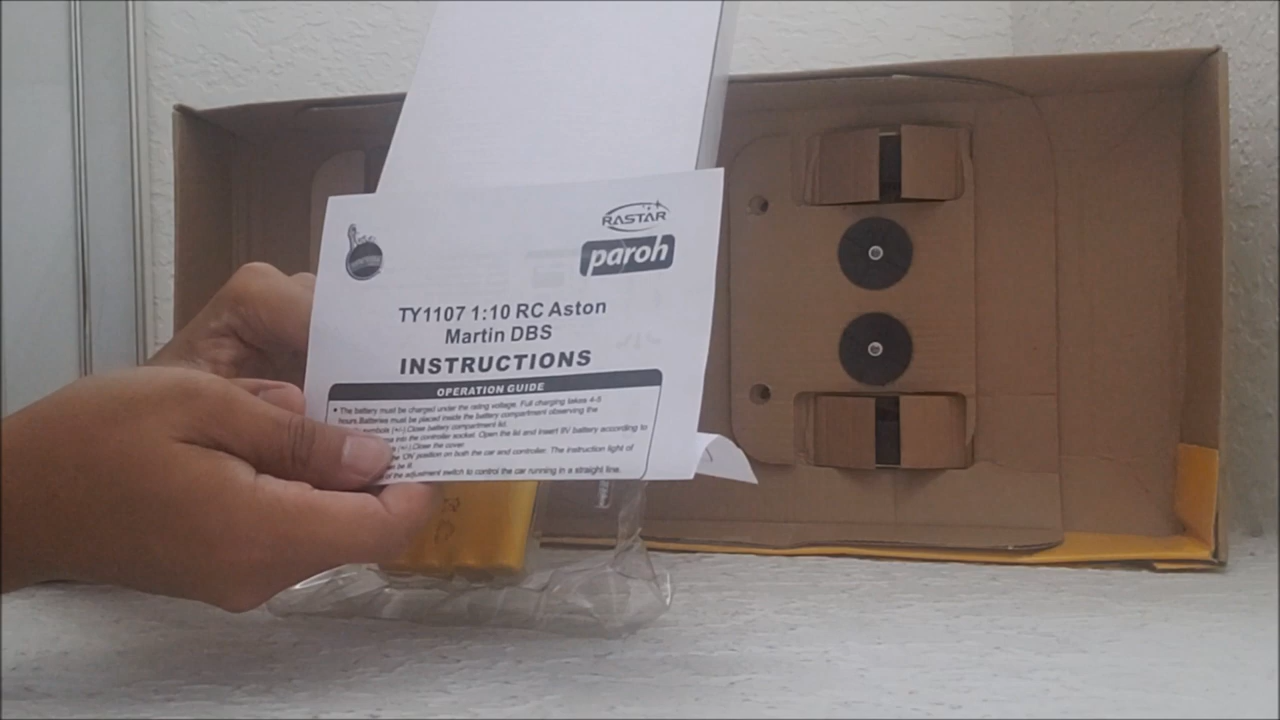 RASTAR
paroh
TY1107 1:10 RC Aston
Martin DBS
INSTRUCTIONS
OPERATION GUIDE
• The battery must be charged under the rating voltage. Full charging takes 4-5
hours.Batteries must be placed inside the battery compartment observing the
symbols (+/-).Close battery compartment lid.
into the controller socket. Open the lid and insert 9V battery according to
(+/-).Close the cover.
'ON' position on both the car and controller. The instruction light of
be lit
of the adjustment switch to control the car running in a straight line.